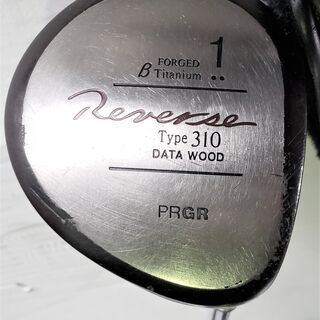 FORGED 1
β Titanium ••
Reverse
Type 310
DATA WOOD
PRGR